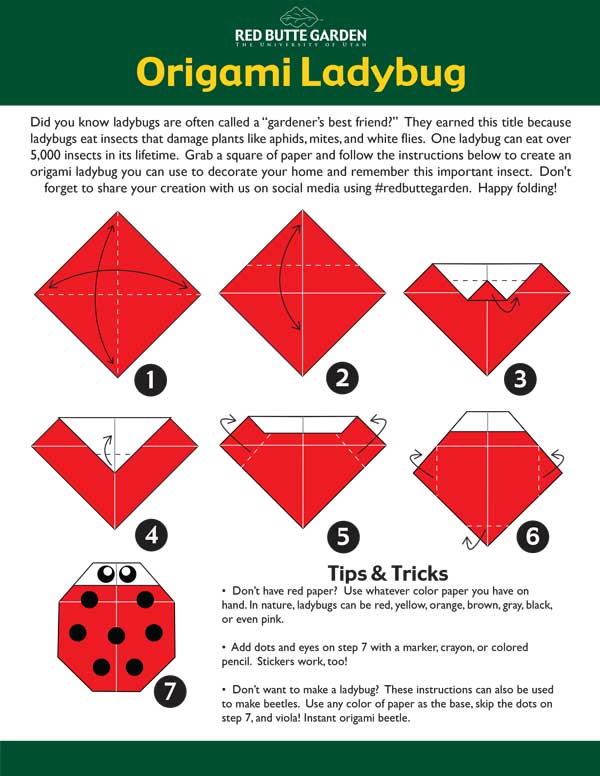 RED BUTTE GARDEN
THE UNIVERSITY OF UTAH
Origami Ladybug
Did you know ladybugs are often called a “gardener's best friend?”  They earned this title because
ladybugs eat insects that damage plants like aphids, mites, and white flies.  One ladybug can eat over
5,000 insects in its lifetime.  Grab a square of paper and follow the instructions below to create an
origami ladybug you can use to decorate your home and remember this important insect.  Don't
forget to share your creation with us on social media using #redbuttegarden.  Happy folding!
1
2
3
4
5
6
7
Tips & Tricks
• Don't have red paper?  Use whatever color paper you have on
hand. In nature, ladybugs can be red, yellow, orange, brown, gray, black,
or even pink.
• Add dots and eyes on step 7 with a marker, crayon, or colored
pencil.  Stickers work, too!
• Don't want to make a ladybug?  These instructions can also be used
to make beetles.  Use any color of paper as the base, skip the dots on
step 7, and viola! Instant origami beetle.